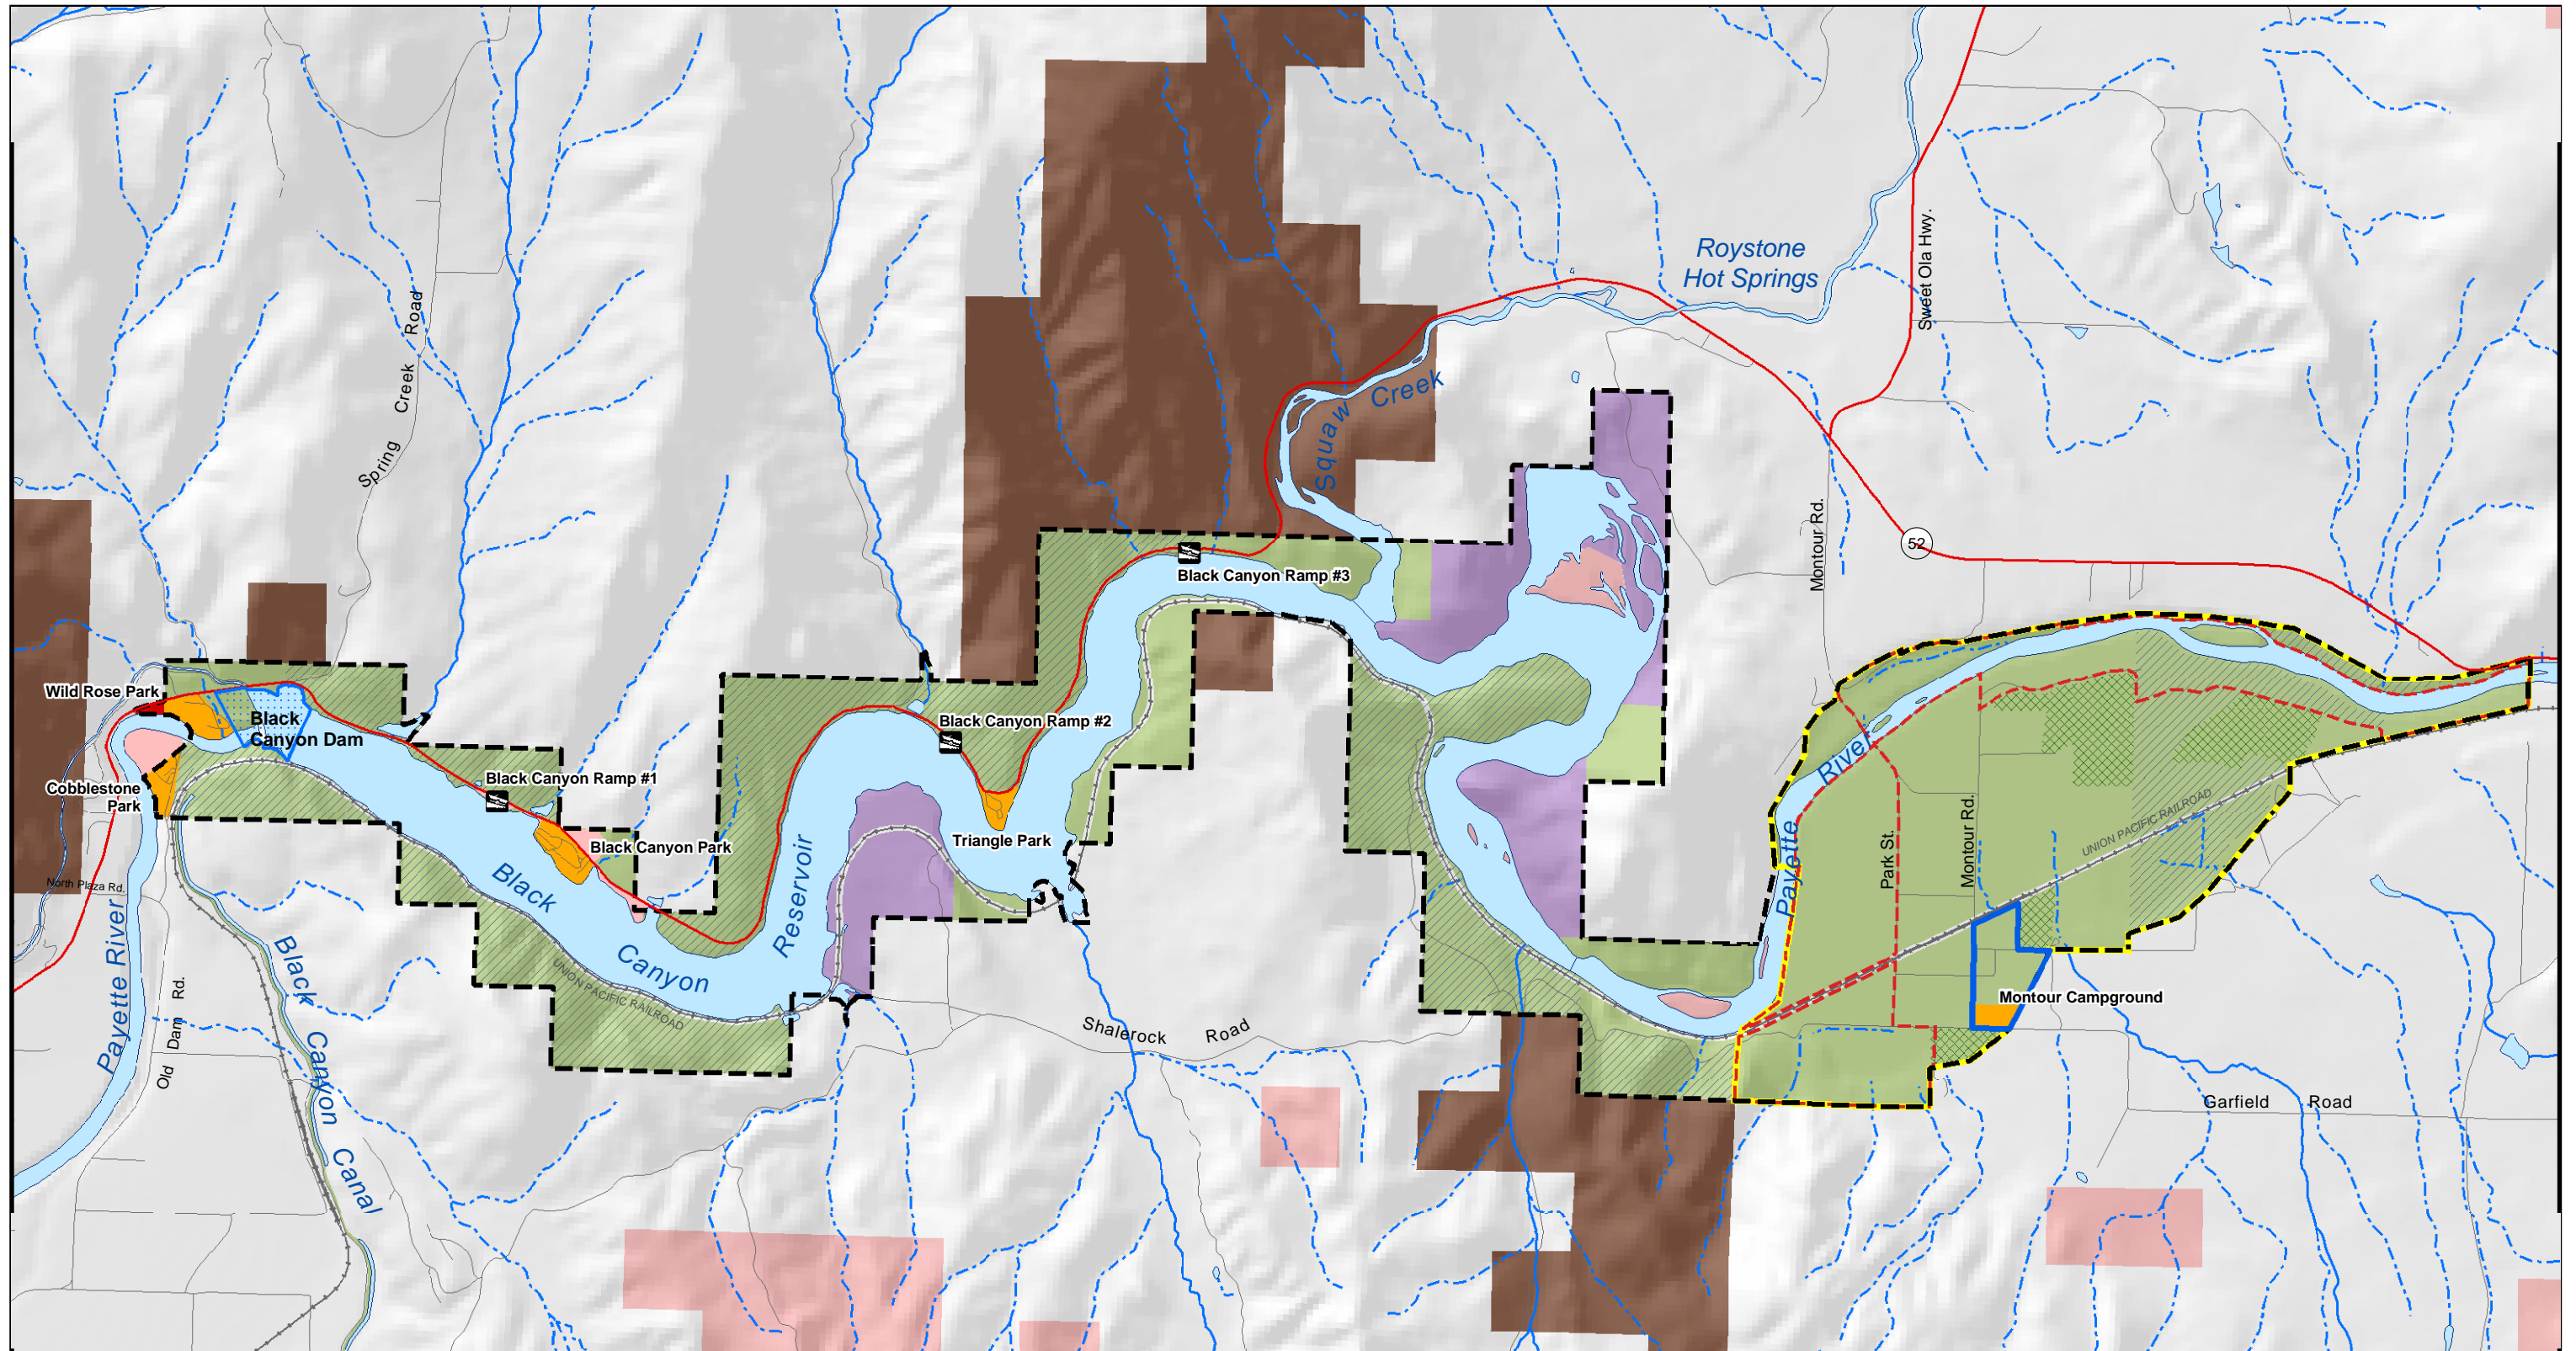 Roystone
Hot Springs
Sweet Ola Hwy.
Spring Creek Road
Squaw Creek
52
Montour Rd.
Black Canyon Ramp #3
Wild Rose Park
Black
Canyon Dam
Black Canyon Ramp #2
Black Canyon Ramp #1
Cobblestone
Park
Black Canyon Park
Triangle Park
River
Payette
Park St.
Montour Rd.
UNION PACIFIC RAILROAD
North Plaza Rd.
Black Canyon Reservoir
UNION PACIFIC RAILROAD
Payette River
Old Dam Rd.
Black Canyon Canal
Shalerock Road
Montour Campground
Garfield Road